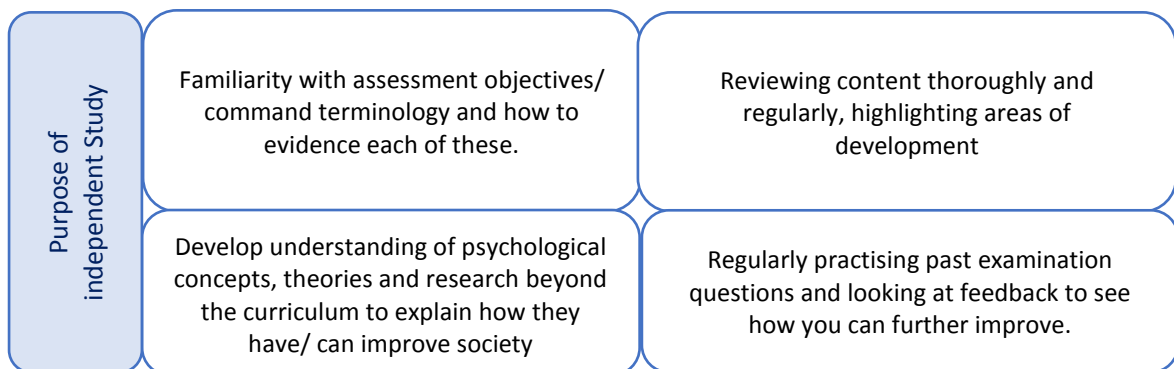 Purpose of
independent Study
Familiarity with assessment objectives/
command terminology and how to
evidence each of these.
Reviewing content thoroughly and
regularly, highlighting areas of
development
Develop understanding of psychological
concepts, theories and research beyond
the curriculum to explain how they
have/ can improve society
Regularly practising past examination
questions and looking at feedback to see
how you can further improve.